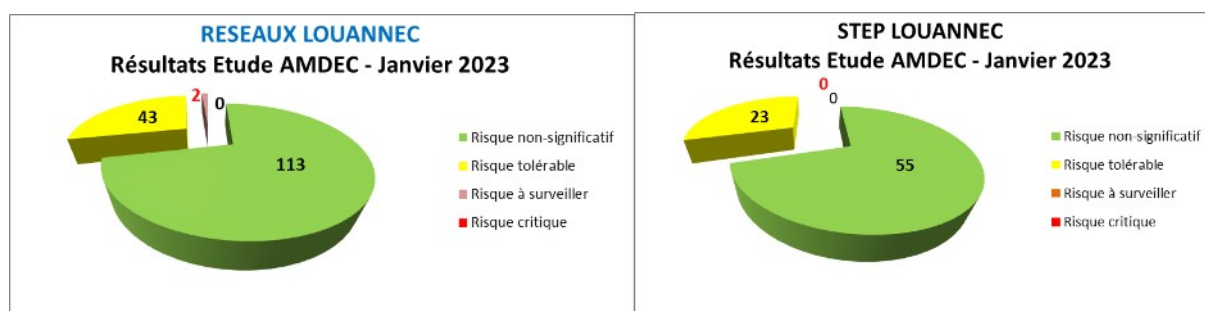 RESEAUX LOUANNEC
Résultats Etude AMDEC - Janvier 2023
43
2
0
113
Risque non-significatif
Risque tolérable
Risque à surveiller
Risque critique
STEP LOUANNEC
Résultats Etude AMDEC - Janvier 2023
0
0
23
55
Risque non-significatif
Risque tolérable
Risque à surveiller
Risque critique